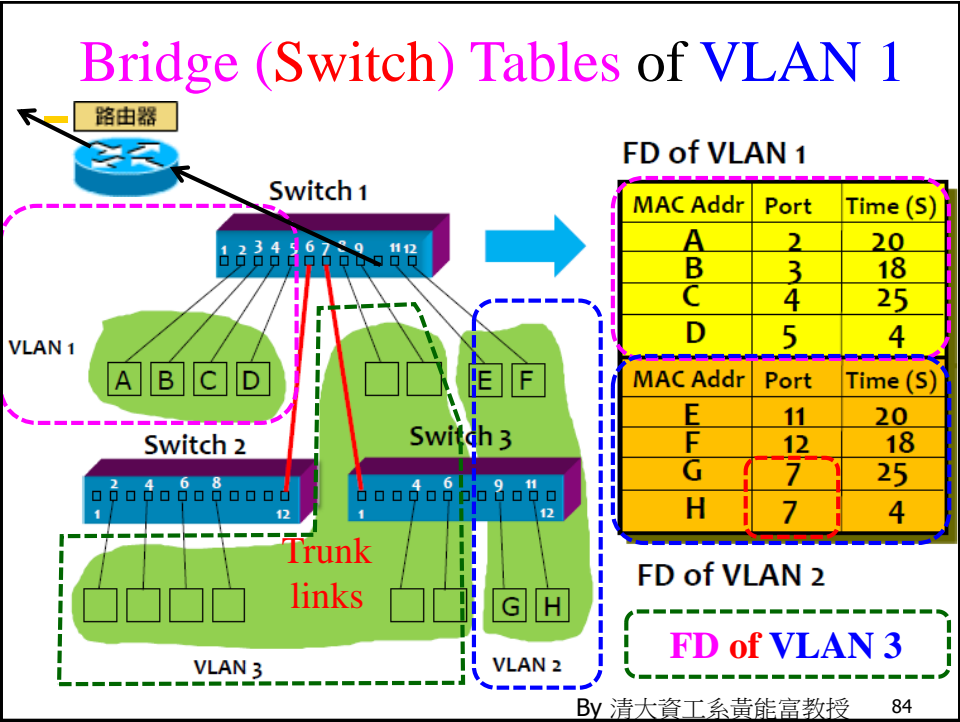 Bridge (Switch) Tables of VLAN 1
路由器
Switch 1
1 2 3 4 5 6 7 8 9 11 12
VLAN 1
A B C D
E F
Switch 2
2 4 6 8
1 12
Switch 3
4 6 9 11
1 12
Trunk
links
G H
VLAN 3
VLAN 2
FD of VLAN 1
MAC Addr Port Time (S)
A 2 20
B 3 18
C 4 25
D 5 4
MAC Addr Port Time (S)
E 11 20
F 12 18
G 7 25
H 7 4
FD of VLAN 2
FD of VLAN 3
By 清大資工系黃能富教授 84